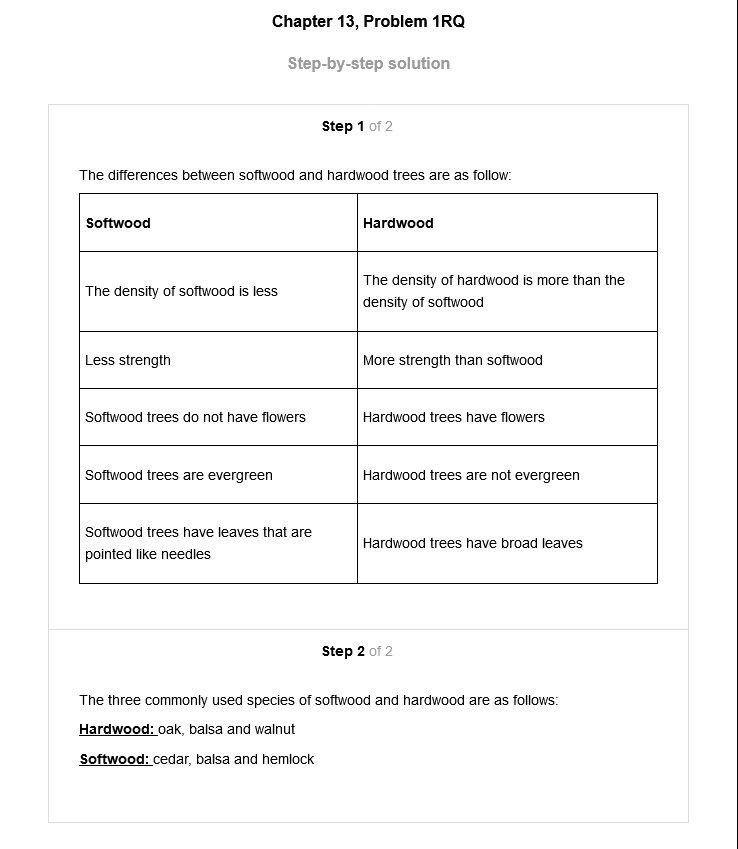 Chapter 13, Problem 1RQ
Step-by-step solution
Step 1 of 2
The differences between softwood and hardwood trees are as follow:
Softwood
Hardwood
The density of softwood is less
The density of hardwood is more than the
density of softwood
Less strength
More strength than softwood
Softwood trees do not have flowers
Hardwood trees have flowers
Softwood trees are evergreen
Hardwood trees are not evergreen
Softwood trees have leaves that are
pointed like needles
Hardwood trees have broad leaves
Step 2 of 2
The three commonly used species of softwood and hardwood are as follows:
Hardwood: oak, balsa and walnut
Softwood: cedar, balsa and hemlock